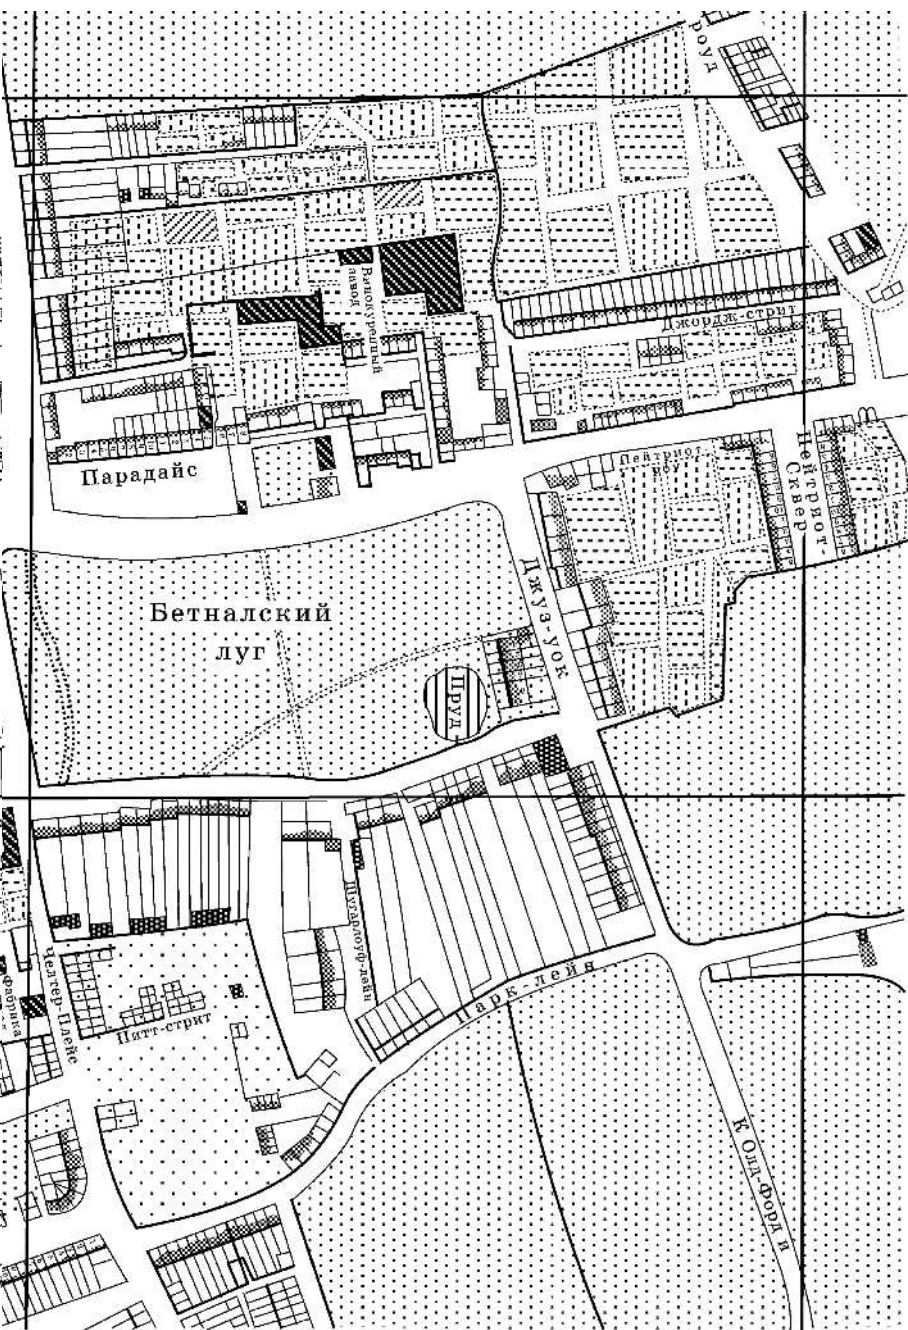 роуд
Винокуренный
завод
Джордж-стрит
Парадайс
Пейтриот
роу
Пейтриот-
Сквер
Джуз-уок
Бетналский
луг
Пруд
Шугарлоуф-лейн
Челтер-Плейс
Фабрика
Питт-стрит
Парк лейн
К Олд-Форд и